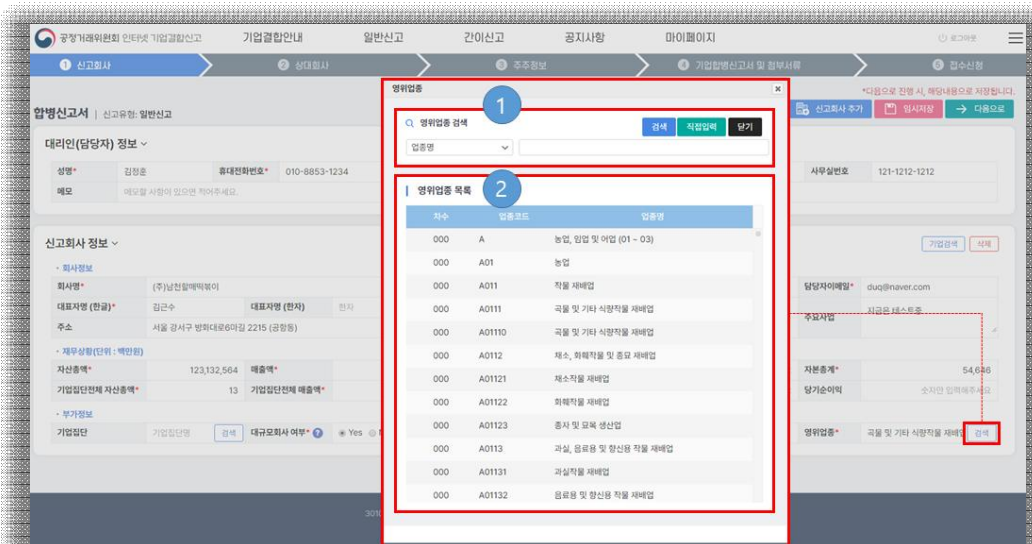 공정거래위원회 인터넷 기업결합신고 기업결합안내 일반신고 간이신고 공지사항 마이페이지 로그아웃
1 신고회사 2 상대회사 3 주주정보 4 기업합병신고서 및 첨부서류 5 접수신청
영위업종
*다음으로 진행 시, 해당내용으로 저장됩니다.
1
합병신고서 | 신고유형: 일반신고
신고회사 추가 임시저장 다음으로
영위업종 검색 검색 직접입력 닫기
업종명
대리인(담당자) 정보
성명* 김정훈 휴대전화번호* 010-8853-1234 사무실번호 121-1212-1212
메모 메모할 사항이 있으면 적어주세요.
영위업종 목록 2
차수 업종코드 업종명
000 A 농업, 임업 및 어업 (01 ~ 03)
000 A01 농업
000 A011 작물 재배업
000 A0111 곡물 및 기타 식량작물 재배업
000 A01110 곡물 및 기타 식량작물 재배업
000 A0112 채소, 화훼작물 및 종묘 재배업
000 A01121 채소작물 재배업
000 A01122 화훼작물 재배업
000 A01123 종자 및 묘목 생산업
000 A0113 과실, 음료용 및 향신용 작물 재배업
000 A01131 과실작물 재배업
000 A01132 음료용 및 향신용 작물 재배업
신고회사 정보 기업검색 삭제
회사정보
회사명* (주)남천할매떡볶이 담당자이메일* duq@naver.com
대표자명 (한글)* 김근수 대표자명 (한자) 한자 주요사업 지금은 테스트중
주소 서울 강서구 방화대로6마길 2215 (공항동)
재무상황(단위 : 백만원)
자산총액* 123,132,564 매출액* 자본총계* 54,646
기업집단전체 자산총액* 13 기업집단전체 매출액* 당기순이익 숫자만 입력해주세요
부가정보
기업집단 기업집단명 검색 대규모회사 여부* Yes 영위업종* 곡물 및 기타 식량작물 재배업 검색
3010